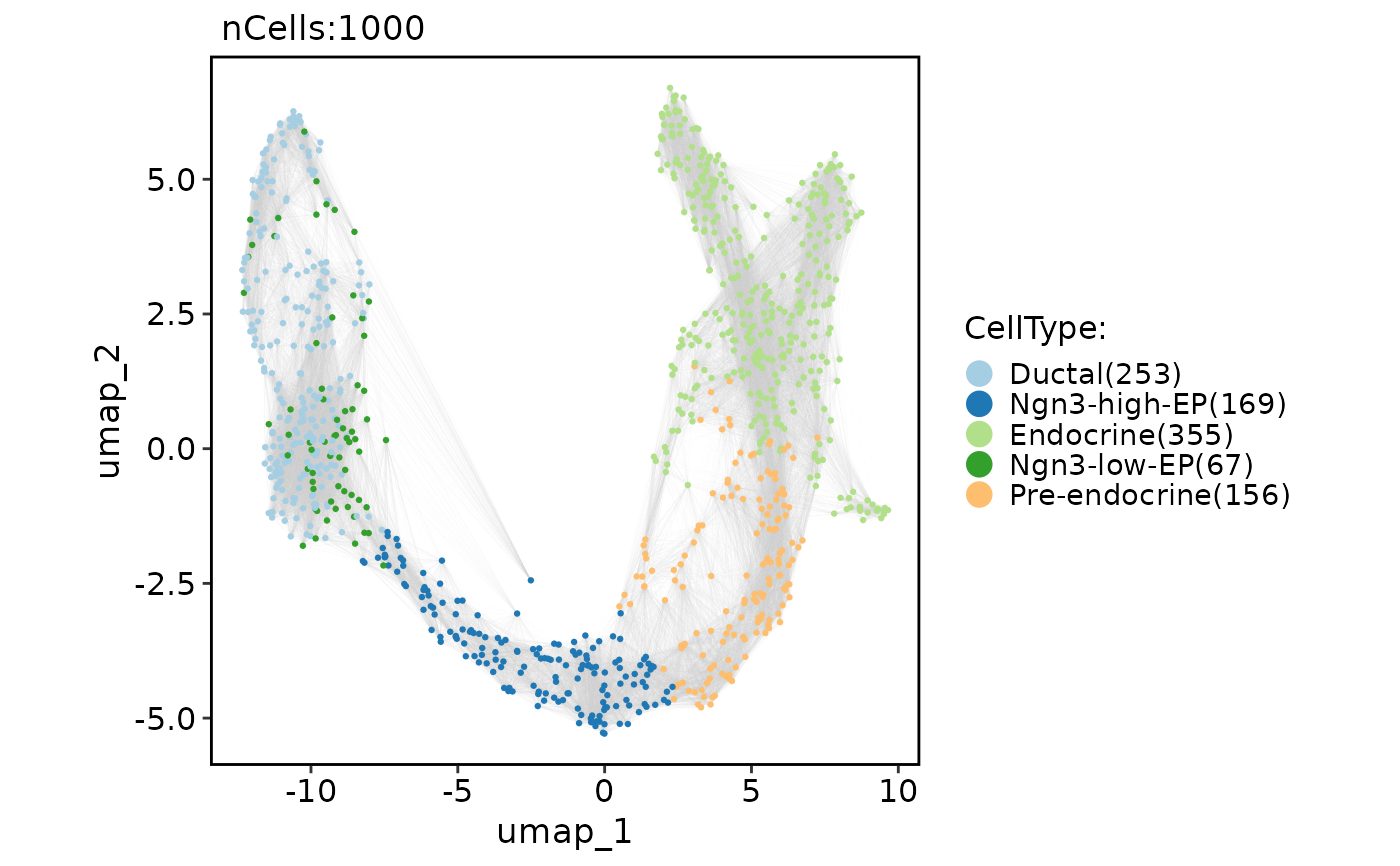 nCells:1000
5.0
2.5
0.0
-2.5
-5.0
umap_2
-10 -5 0 5 10
umap_1
CellType:
Ductal(253)
Ngn3-high-EP(169)
Endocrine(355)
Ngn3-low-EP(67)
Pre-endocrine(156)